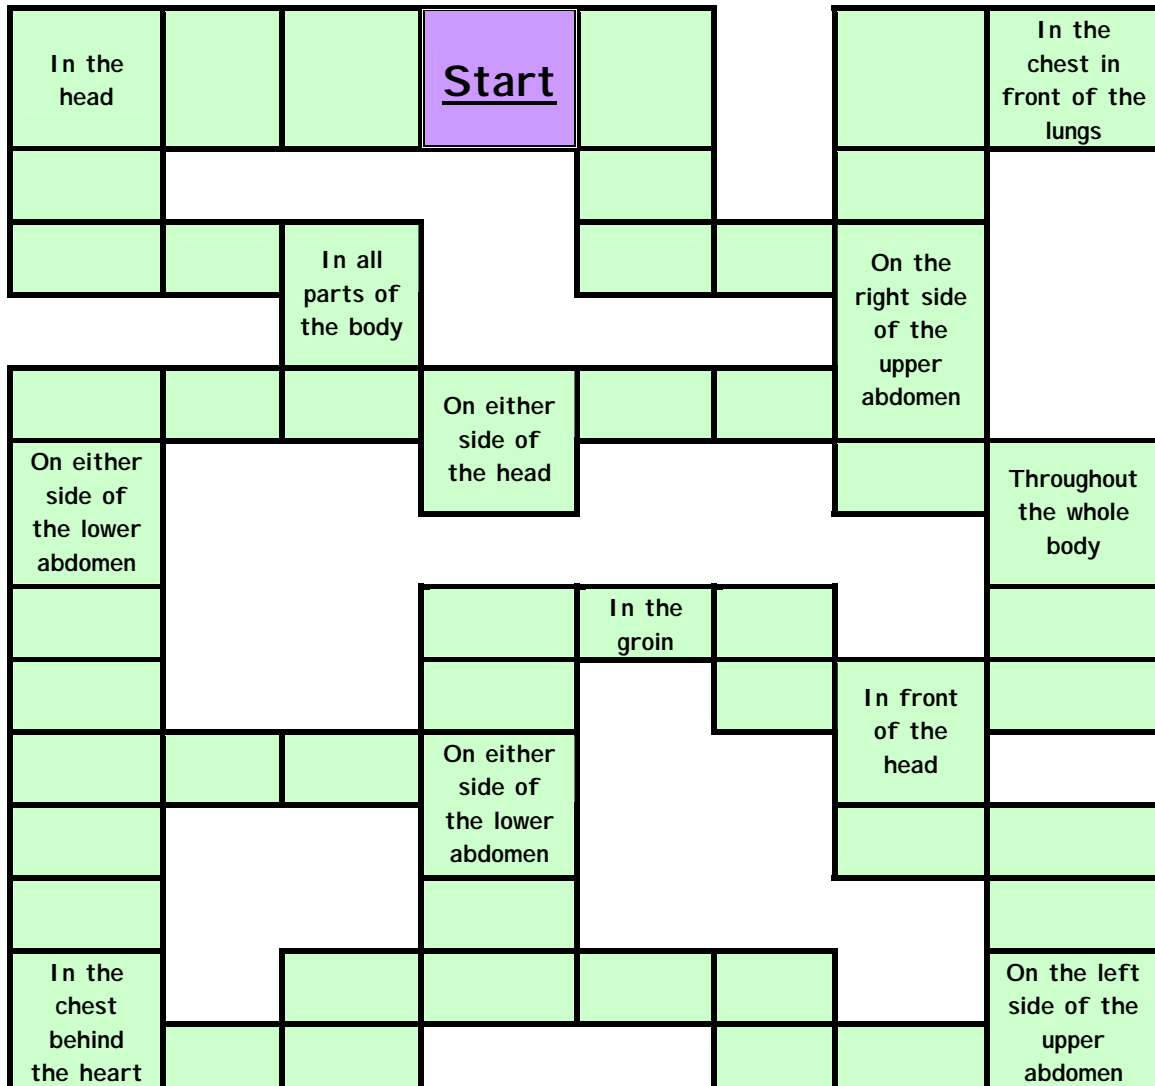 In the
head
Start
In the
chest in
front of the
lungs
In all
parts of
the body
On the
right side
of the
upper
abdomen
On either
side of
the head
On either
side of
the lower
abdomen
Throughout
the whole
body
In the
groin
In front
of the
head
On either
side of
the lower
abdomen
In the
chest
behind
the heart
On the left
side of the
upper
abdomen